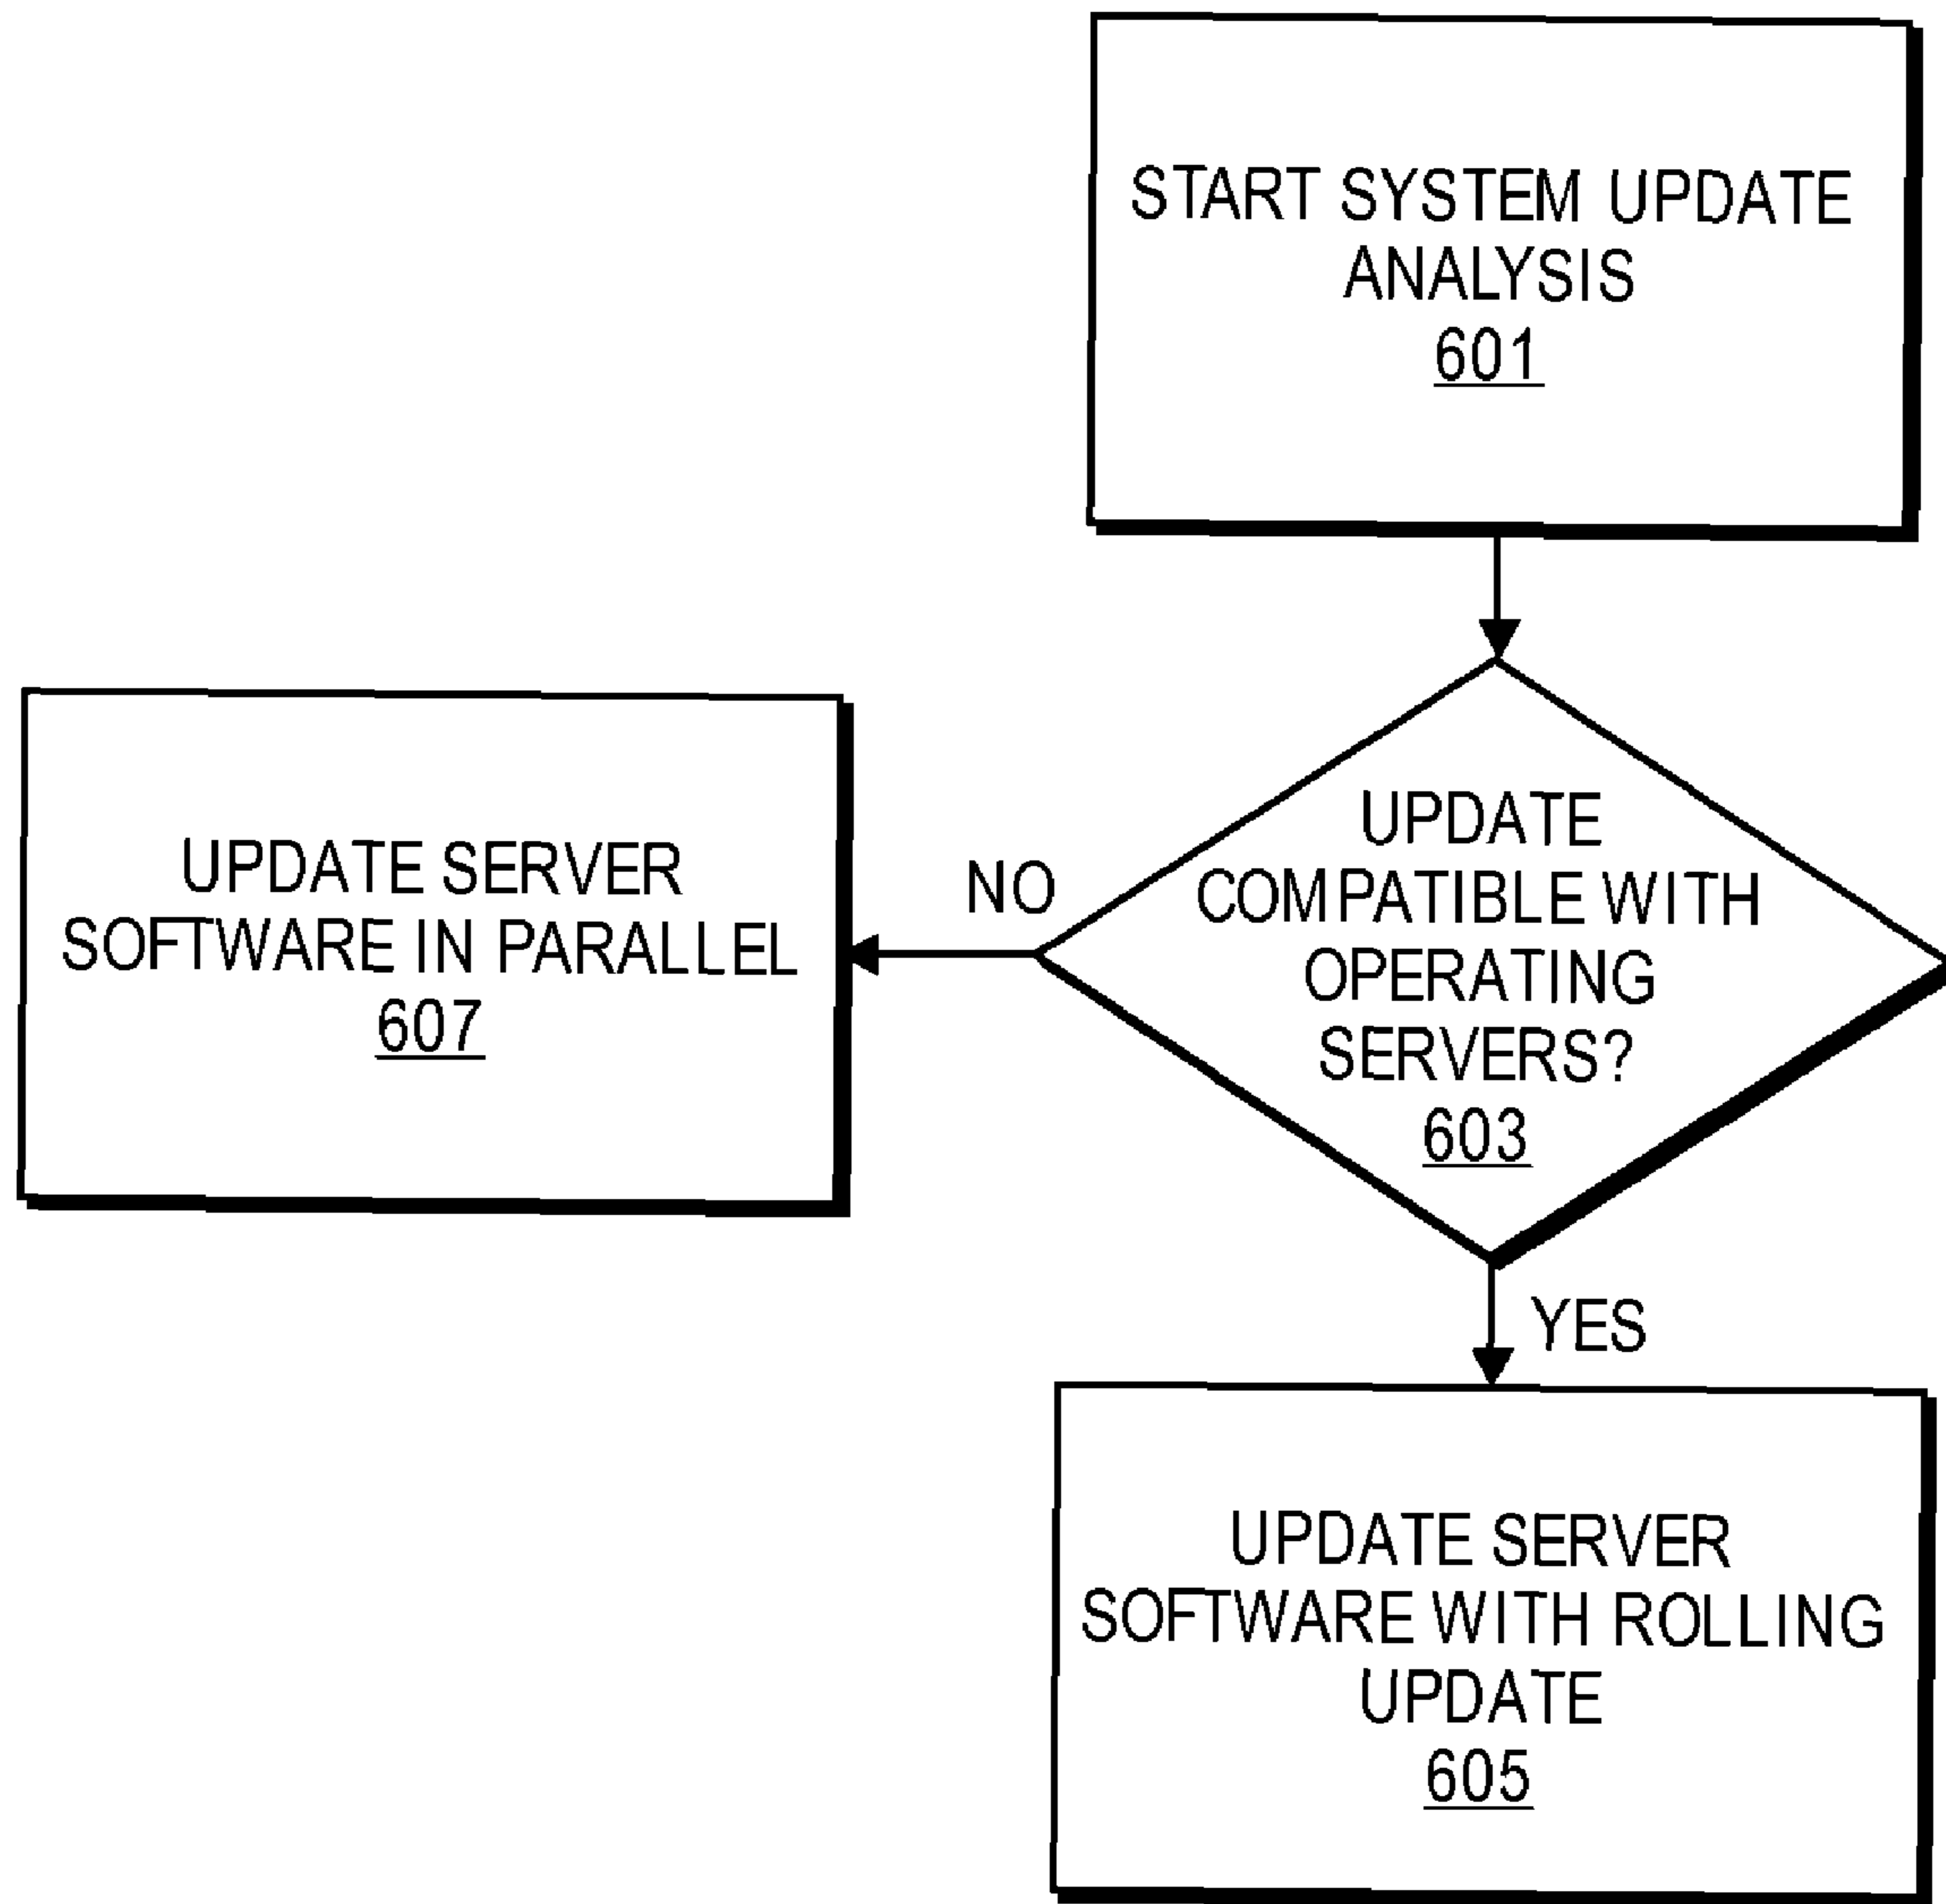 START SYSTEM UPDATE
ANALYSIS
601
UPDATE
COMPATIBLE WITH
OPERATING
SERVERS?
603
NO
UPDATE SERVER
SOFTWARE IN PARALLEL
607
YES
UPDATE SERVER
SOFTWARE WITH ROLLING
UPDATE
605